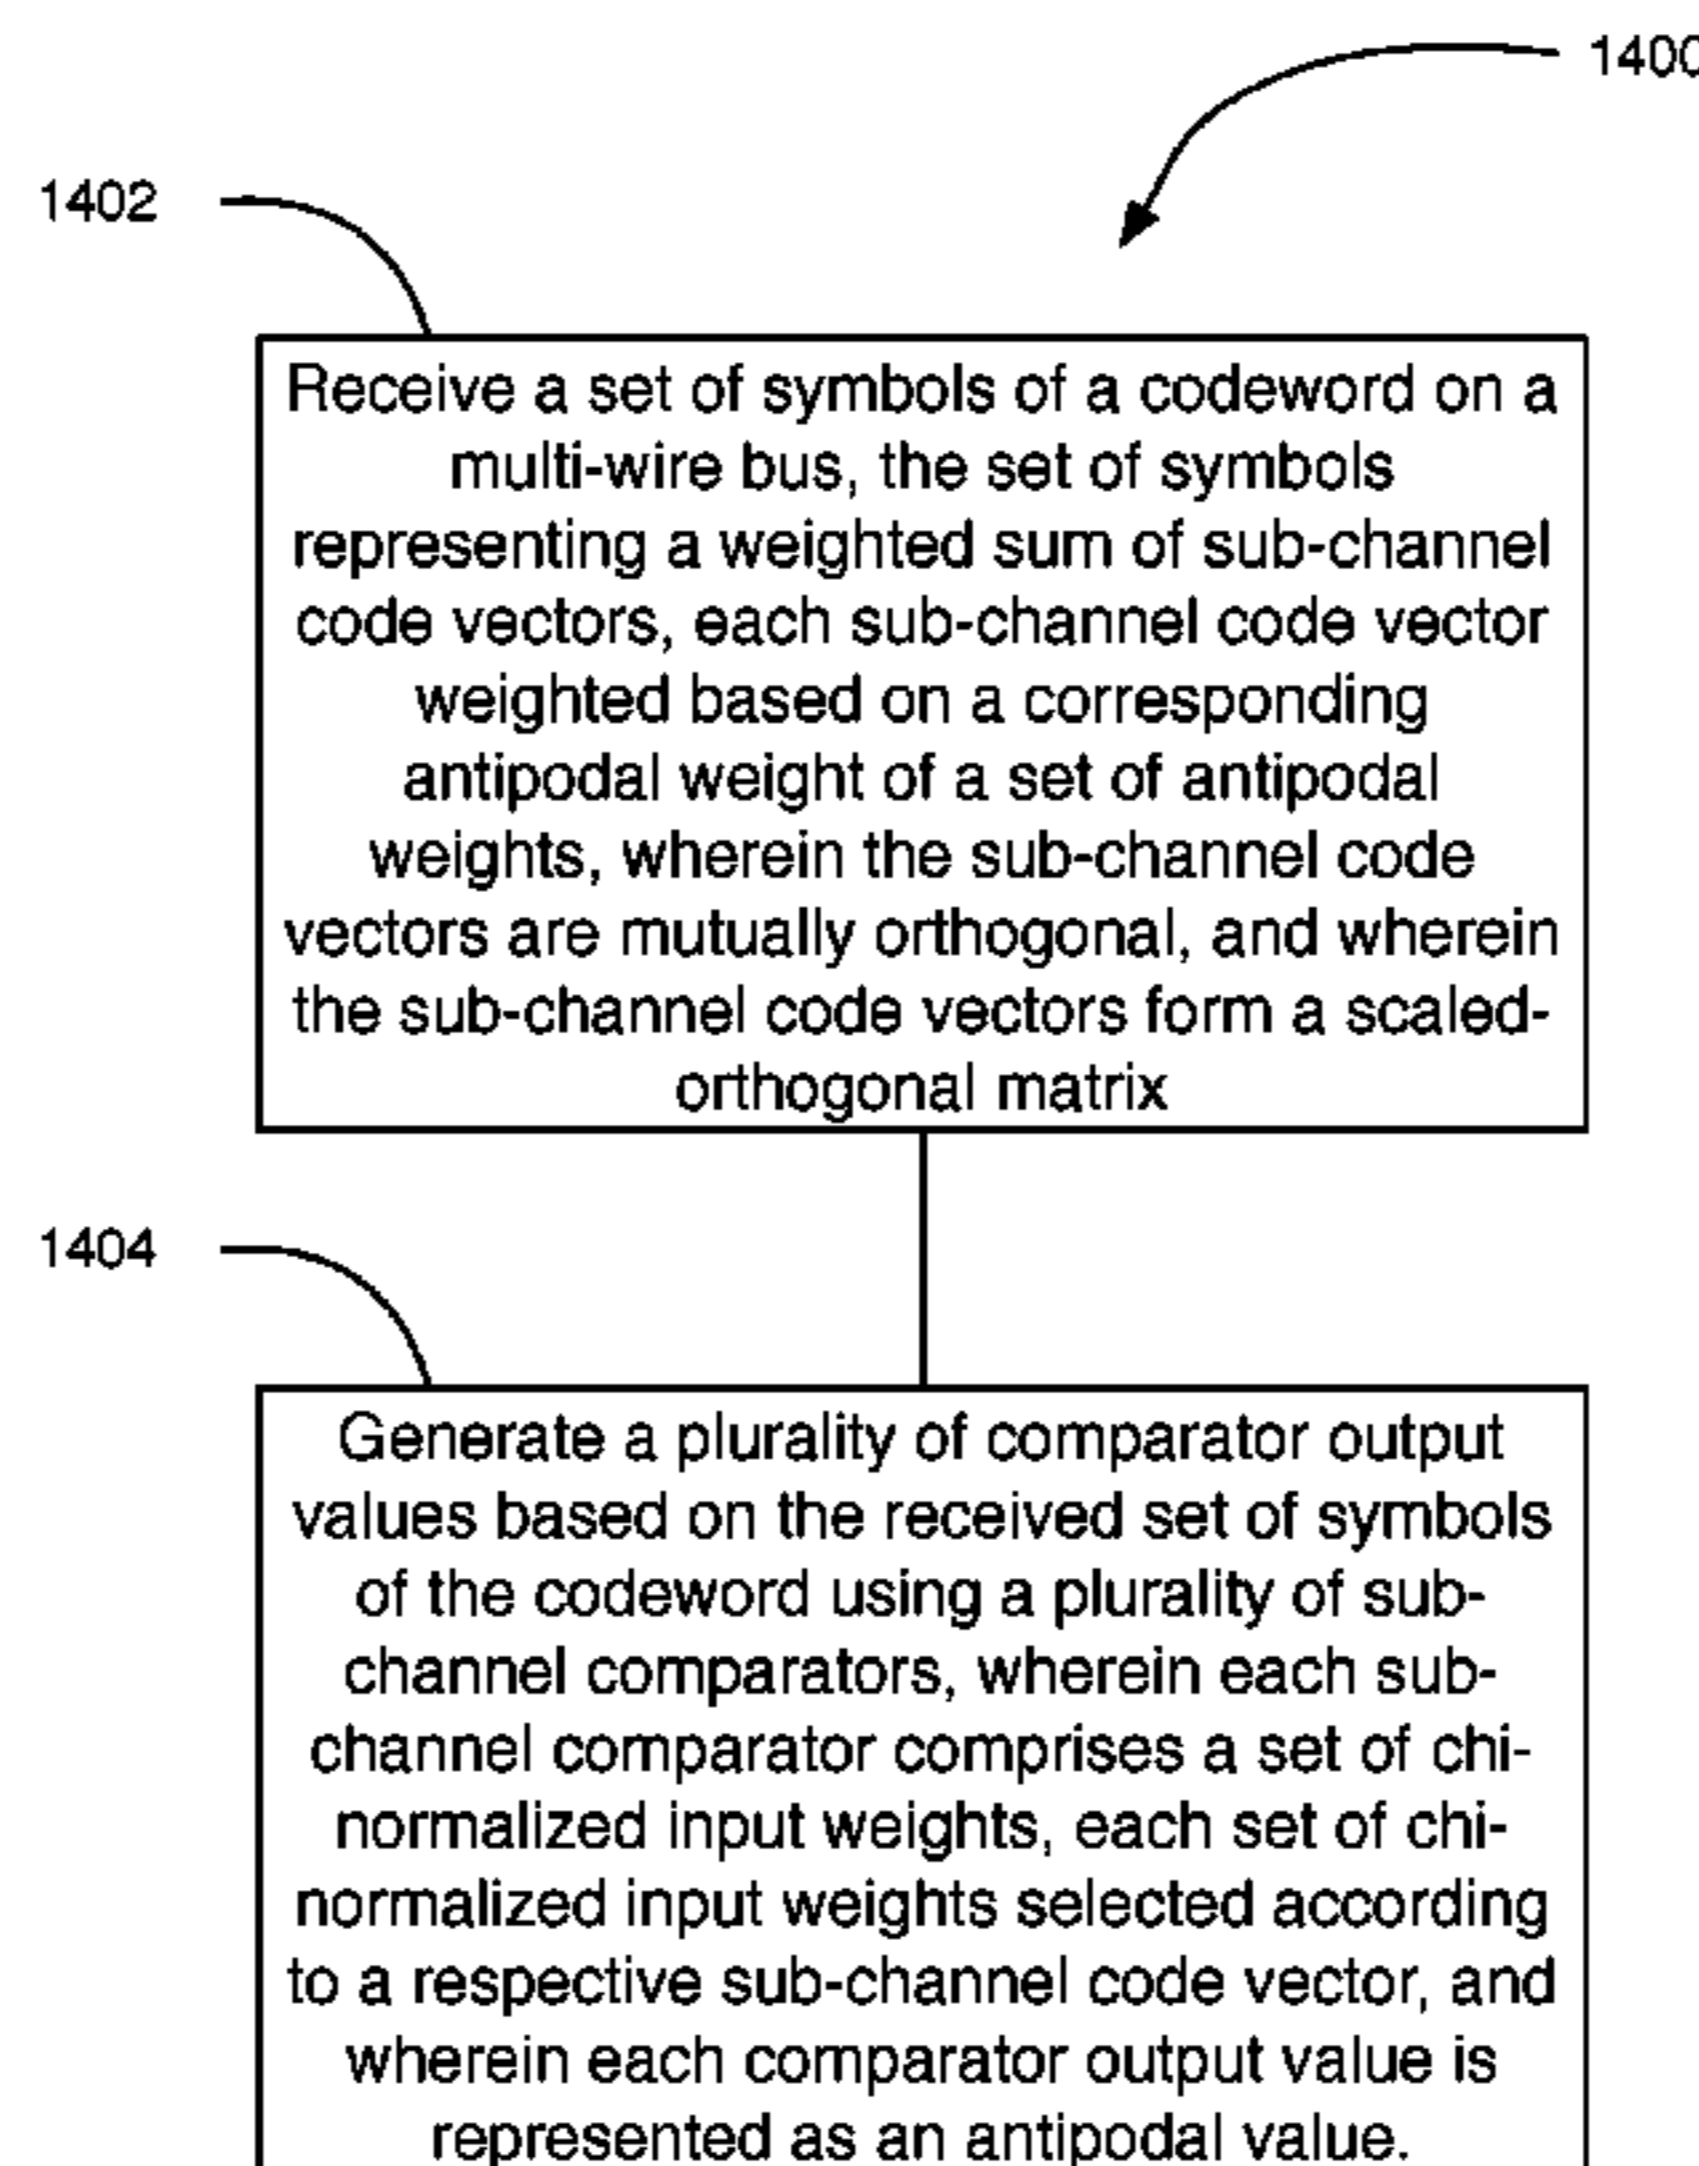 1400
1402
Receive a set of symbols of a codeword on a
multi-wire bus, the set of symbols
representing a weighted sum of sub-channel
code vectors, each sub-channel code vector
weighted based on a corresponding
antipodal weight of a set of antipodal
weights, wherein the sub-channel code
vectors are mutually orthogonal, and wherein
the sub-channel code vectors form a scaled-
orthogonal matrix
1404
Generate a plurality of comparator output
values based on the received set of symbols
of the codeword using a plurality of sub-
channel comparators, wherein each sub-
channel comparator comprises a set of chi-
normalized input weights, each set of chi-
normalized input weights selected according
to a respective sub-channel code vector, and
wherein each comparator output value is
represented as an antipodal value.